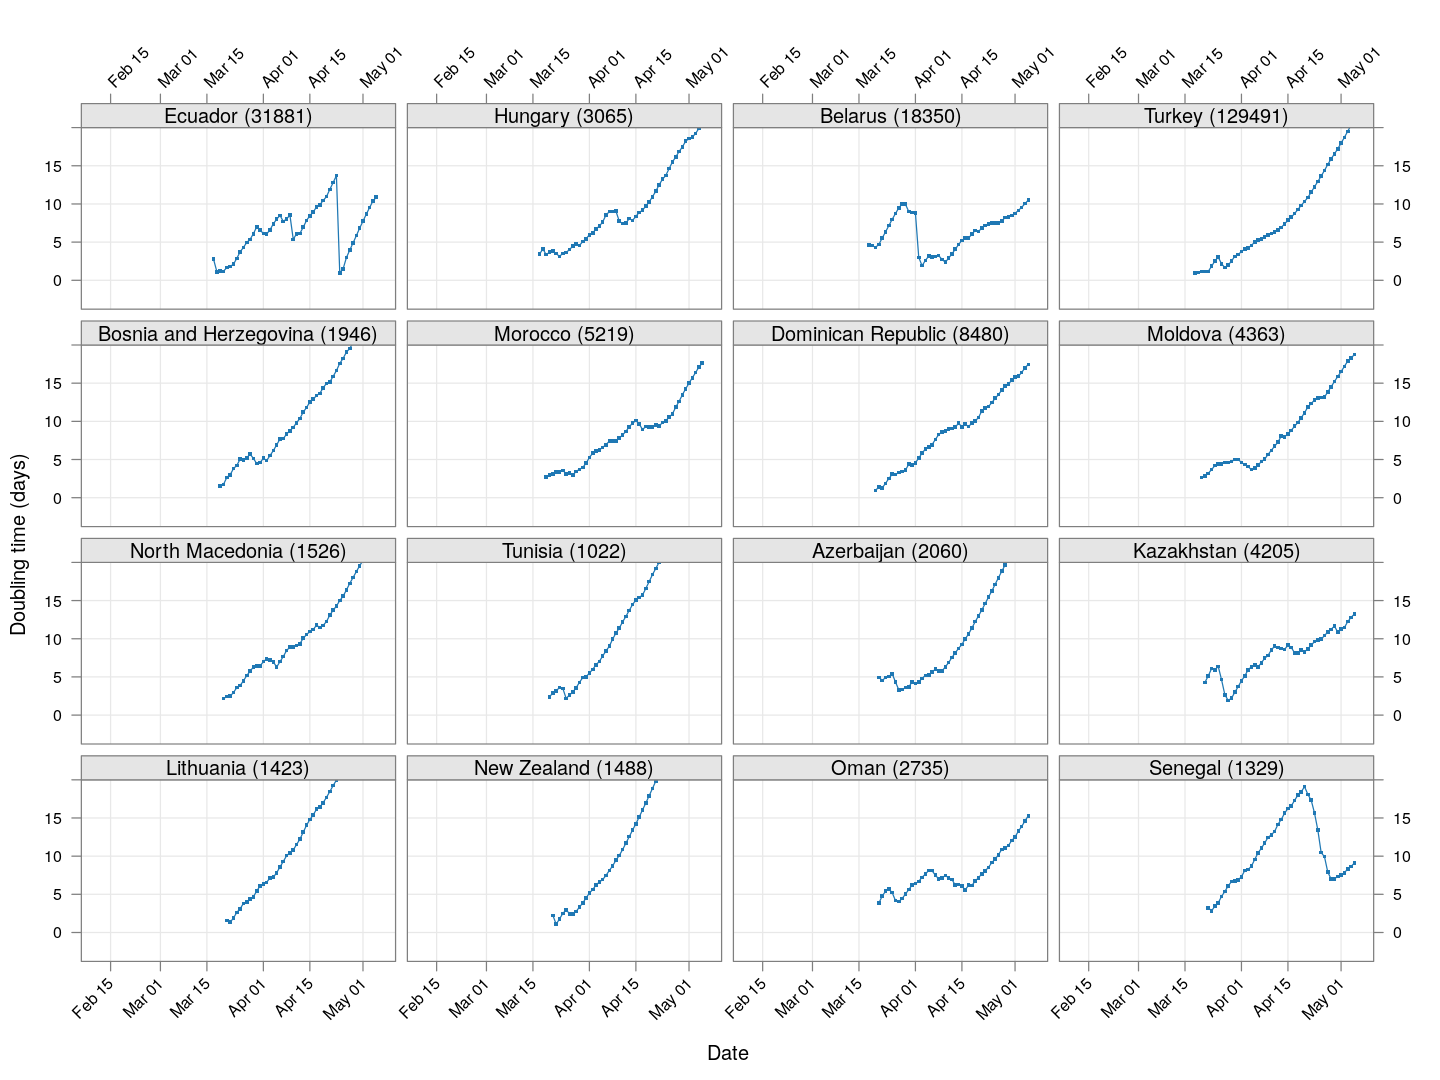 Feb 15 Mar 01 Mar 15 Apr 01 Apr 15 May 01 Feb 15 Mar 01 Mar 15 Apr 01 Apr 15 May 01 Feb 15 Mar 01 Mar 15 Apr 01 Apr 15 May 01 Feb 15 Mar 01 Mar 15 Apr 01 Apr 15 May 01
Ecuador (31881) Hungary (3065) Belarus (18350) Turkey (129491)
15 15
10 10
5 5
0 0
Bosnia and Herzegovina (1946) Morocco (5219) Dominican Republic (8480) Moldova (4363)
15 15
10 10
5 5
0 0
Doubling time (days)
North Macedonia (1526) Tunisia (1022) Azerbaijan (2060) Kazakhstan (4205)
15 15
10 10
5 5
0 0
Lithuania (1423) New Zealand (1488) Oman (2735) Senegal (1329)
15 15
10 10
5 5
0 0
Feb 15 Mar 01 Mar 15 Apr 01 Apr 15 May 01 Feb 15 Mar 01 Mar 15 Apr 01 Apr 15 May 01 Feb 15 Mar 01 Mar 15 Apr 01 Apr 15 May 01 Feb 15 Mar 01 Mar 15 Apr 01 Apr 15 May 01
Date